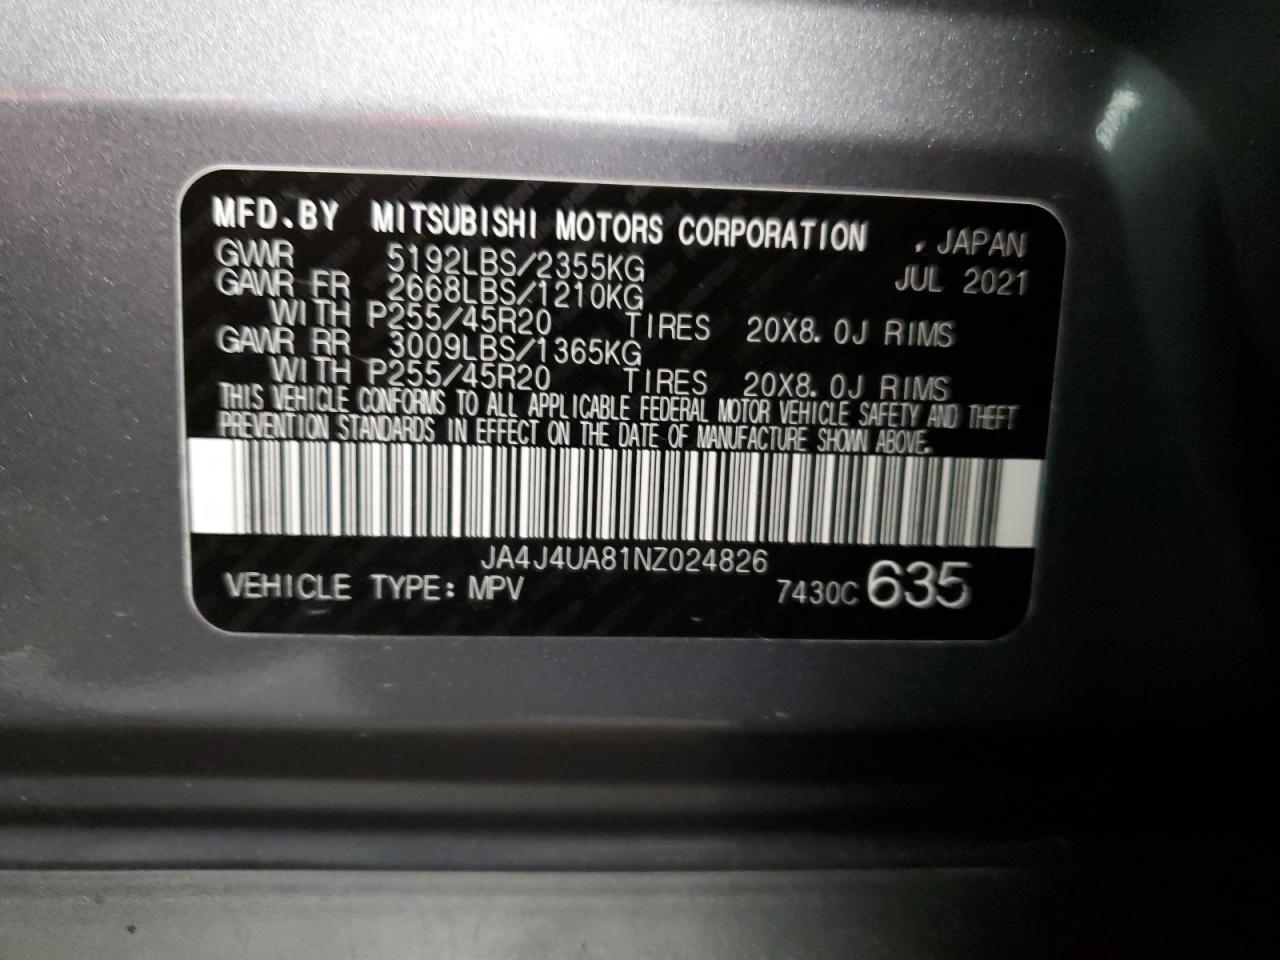 MFD.BY MITSUBISHI MOTORS CORPORATION , JAPAN
GVWR 5192LBS/2355KG JUL 2021
GAWR FR 2668LBS/1210KG
WITH P255/45R20 TIRES 20X8.0J RIMS
GAWR RR 3009LBS/1365KG
WITH P255/45R20 TIRES 20X8.0J RIMS
THIS VEHICLE CONFORMS TO ALL APPLICABLE FEDERAL MOTOR VEHICLE SAFETY AND THEFT
PREVENTION STANDARDS IN EFFECT ON THE DATE OF MANUFACTURE SHOWN ABOVE.
JA4J4UA81NZ024826
VEHICLE TYPE: MPV 7430C 635